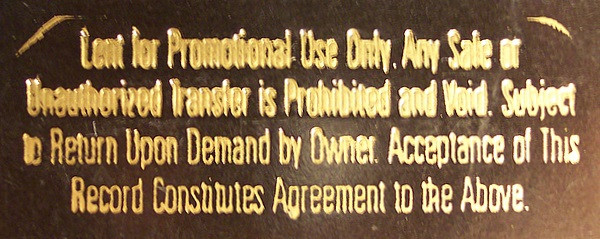 Lent for Promotional Use Only. Any Sale or
Unauthorized Transfer is Prohibited and Void. Subject
to Return Upon Demand by Owner. Acceptance of This
Record Constitutes Agreement to the Above.